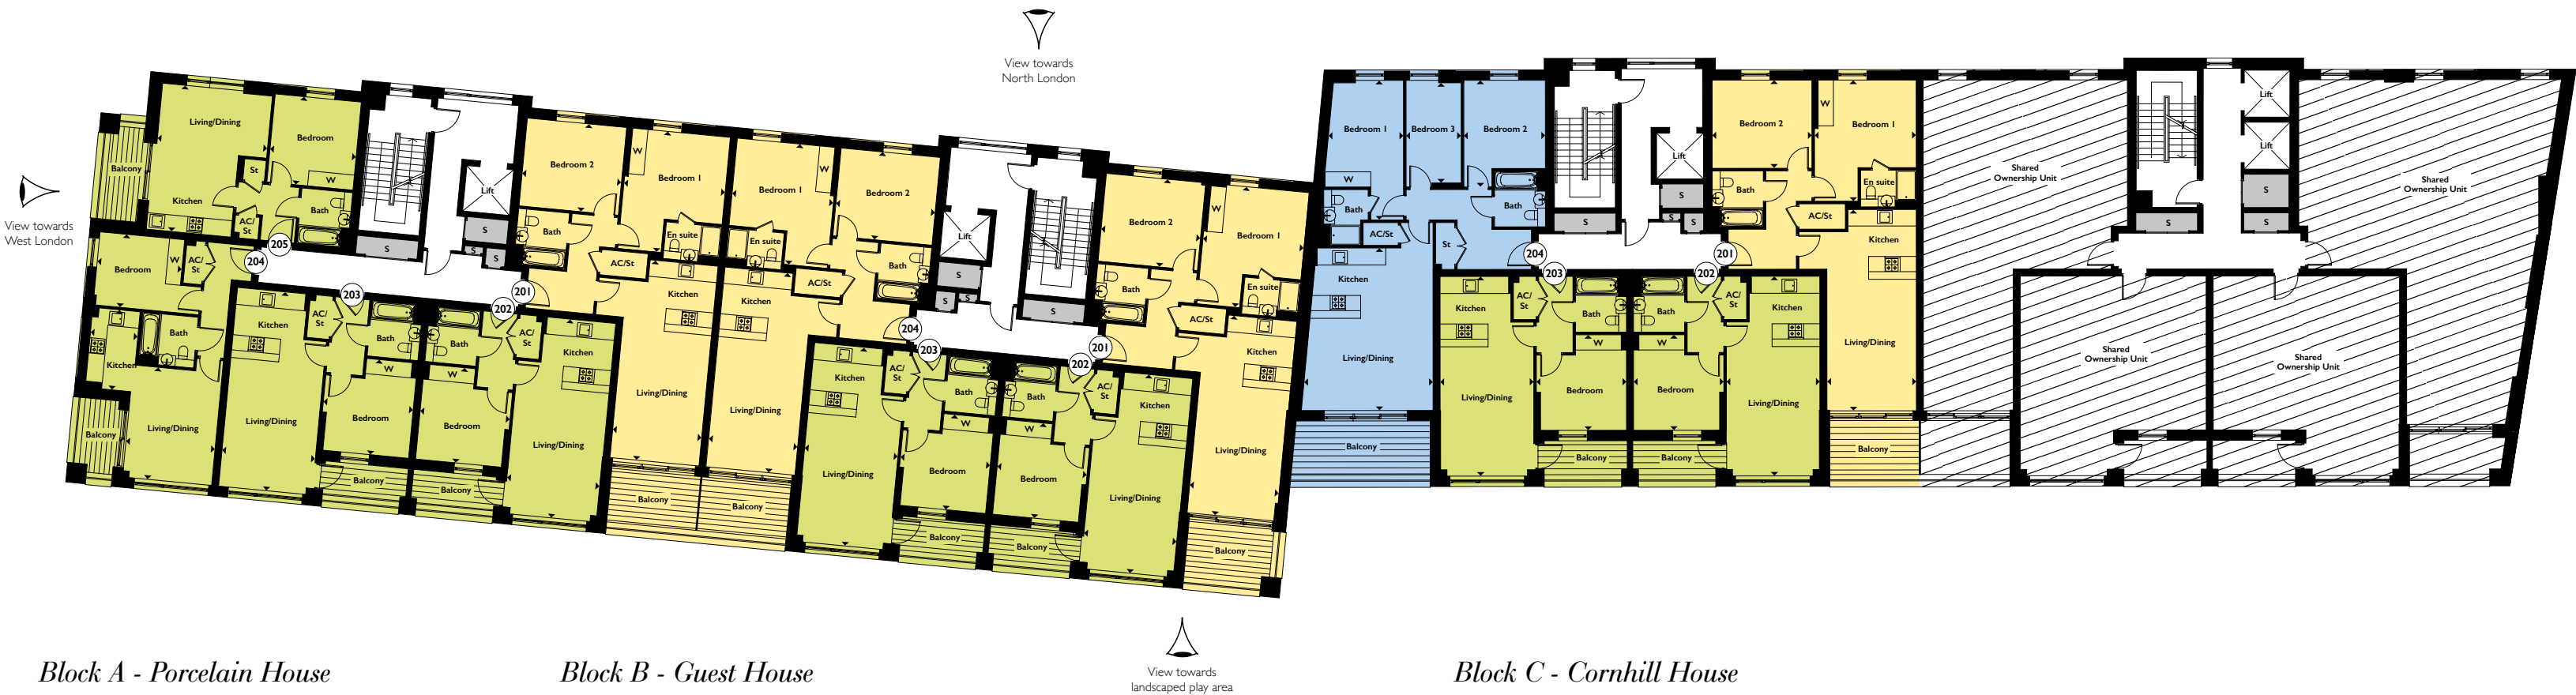 View towards
North London
View towards
West London
Living/Dining
Bedroom
Balcony
St
W
Kitchen
AC/
St
Bath
205
204
Lift
S
S
S
S
Bedroom
W
AC/
St
Kitchen
Bath
Living/Dining
Balcony
203
Kitchen
AC/
St
Bath
W
Living/Dining
Bedroom
Balcony
202
201
Bath
AC/
St
Kitchen
W
Bedroom
Living/Dining
Balcony
Bedroom 2
W
Bedroom 1
Bath
En suite
AC/St
Kitchen
Living/Dining
Balcony
Bedroom 1
W
Bedroom 2
En suite
Bath
AC/St
Kitchen
Living/Dining
Balcony
204
203
Lift
S
S
S
S
Kitchen
AC/
St
Bath
W
Living/Dining
Bedroom
Balcony
202
201
Bath
AC/
St
Kitchen
W
Bedroom
Living/Dining
Balcony
Bedroom 2
W
Bedroom 1
Bath
En suite
AC/St
Kitchen
Living/Dining
Balcony
Bedroom 1
Bedroom 3
Bedroom 2
W
Bath
Bath
AC/St
St
Kitchen
Living/Dining
Balcony
204
203
Lift
S
S
S
S
Kitchen
AC/
St
Bath
W
Living/Dining
Bedroom
Balcony
202
201
Bath
AC/
St
Kitchen
W
Bedroom
Living/Dining
Balcony
Bedroom 2
W
Bedroom 1
Bath
En suite
AC/St
Kitchen
Living/Dining
Balcony
Shared
Ownership Unit
Lift
Lift
S
S
S
Shared
Ownership Unit
Shared
Ownership Unit
Shared
Ownership Unit
Block A - Porcelain House
Block B - Guest House
View towards
landscaped play area
Block C - Cornhill House